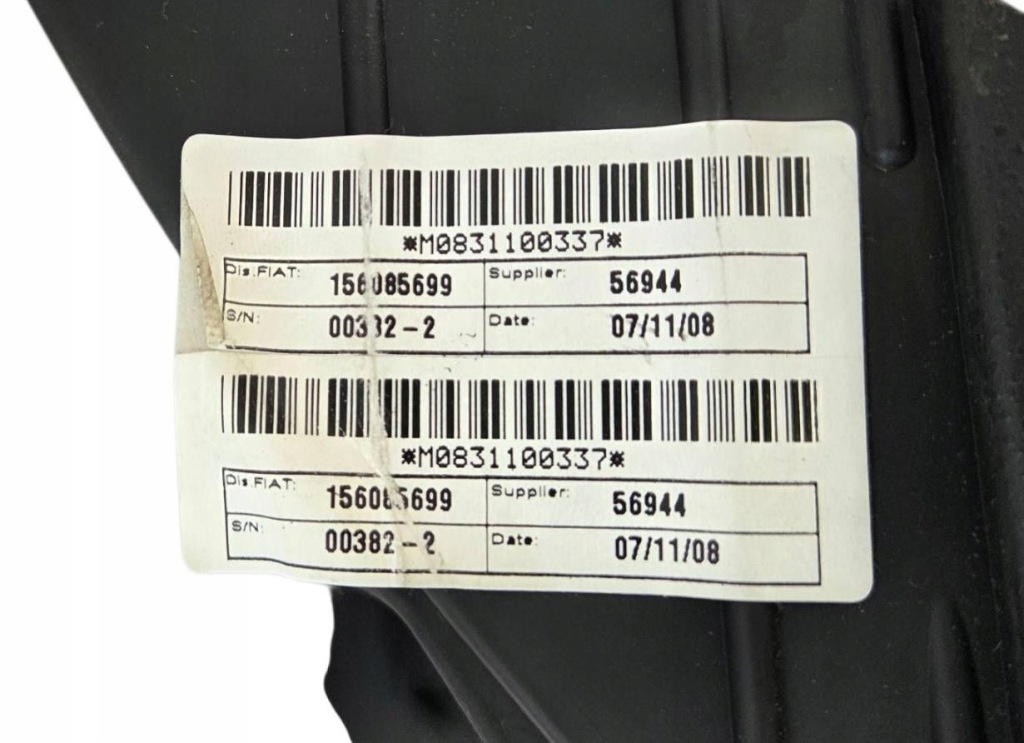 *M0831100337*
Dis.FIAT: 156085699 Supplier: 56944
S/N: 00382-2 Date: 07/11/08
*M0831100337*
Dis.FIAT: 156085699 Supplier: 56944
S/N: 00382-2 Date: 07/11/08